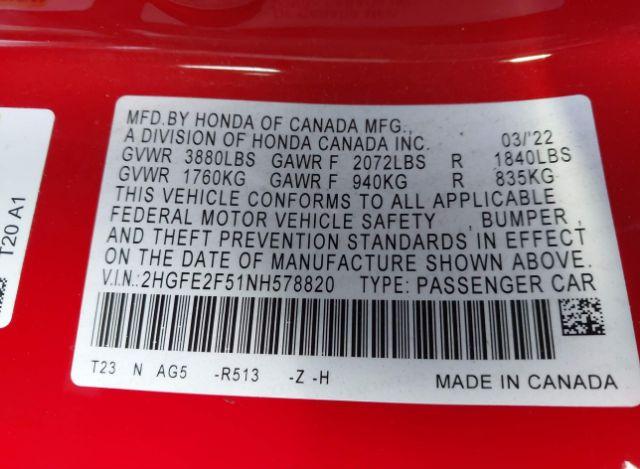 MFD.BY HONDA OF CANADA MFG.,
A DIVISION OF HONDA CANADA INC. 03/'22
GVWR 3880LBS GAWR F 2072LBS R 1840LBS
GVWR 1760KG GAWR F 940KG R 835KG
THIS VEHICLE CONFORMS TO ALL APPLICABLE
FEDERAL MOTOR VEHICLE SAFETY , BUMPER ,
AND THEFT PREVENTION STANDARDS IN EFFECT
ON THE DATE OF MANUFACTURE SHOWN ABOVE.
V.I.N.:2HGFE2F51NH578820 TYPE: PASSENGER CAR
T23 N AG5 -R513 -Z -H MADE IN CANADA
T20 A1